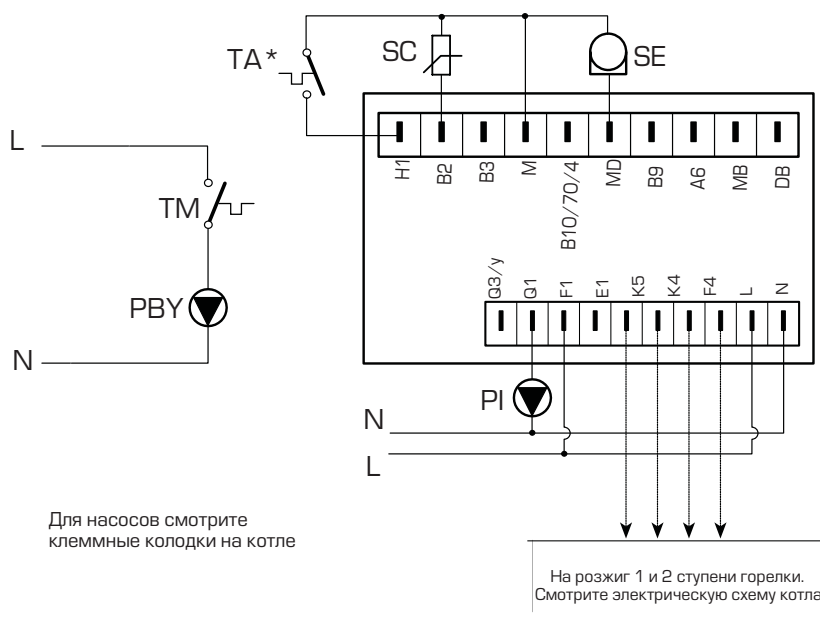 TA*
SC
SE
L
TM
PBY
N
H1
B2
B3
M
B10/70/4
MD
B9
A6
MB
DB
Q3/y
Q1
F1
E1
K5
K4
F4
L
N
PI
N
L
Для насосов смотрите
клеммные колодки на котле
На розжиг 1 и 2 ступени горелки.
Смотрите электрическую схему котла